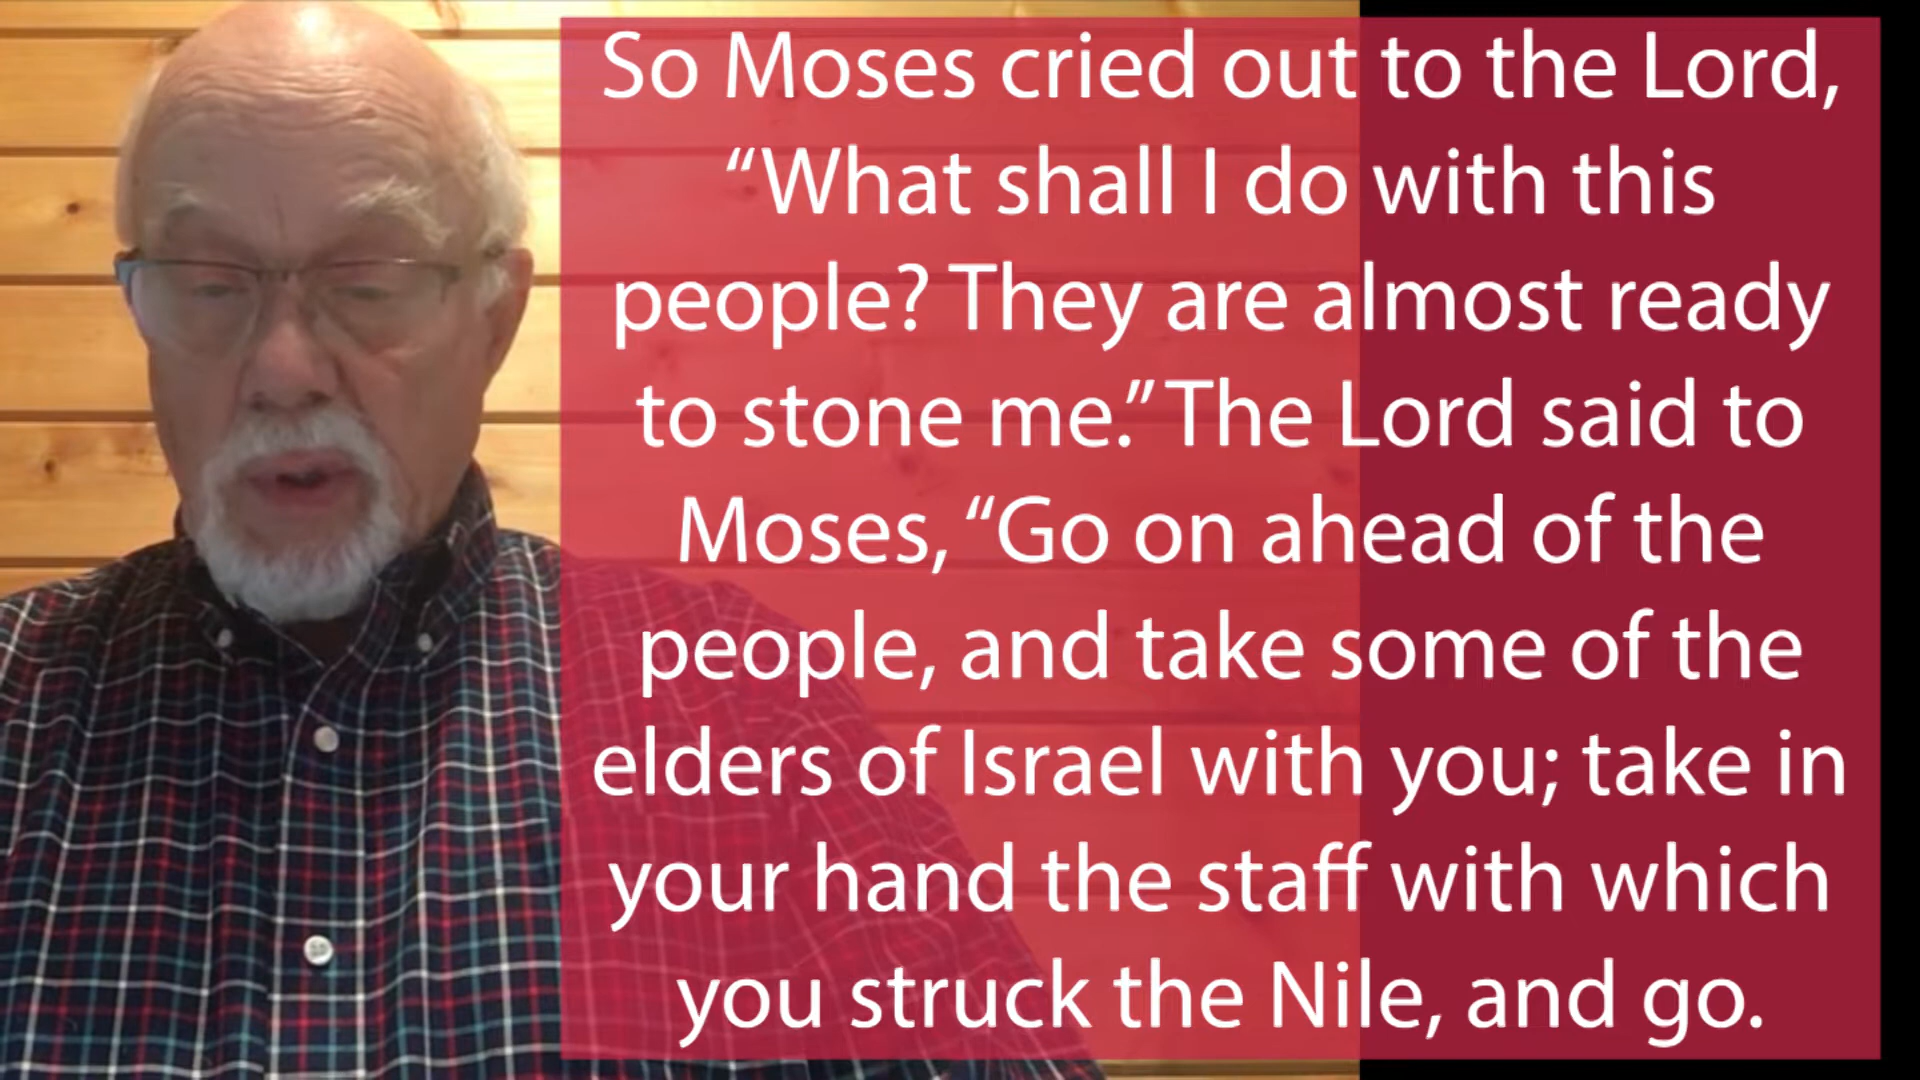 So Moses cried out to the Lord,
“What shall I do with this
people? They are almost ready
to stone me.” The Lord said to
Moses, “Go on ahead of the
people, and take some of the
elders of Israel with you; take in
your hand the staff with which
you struck the Nile, and go.